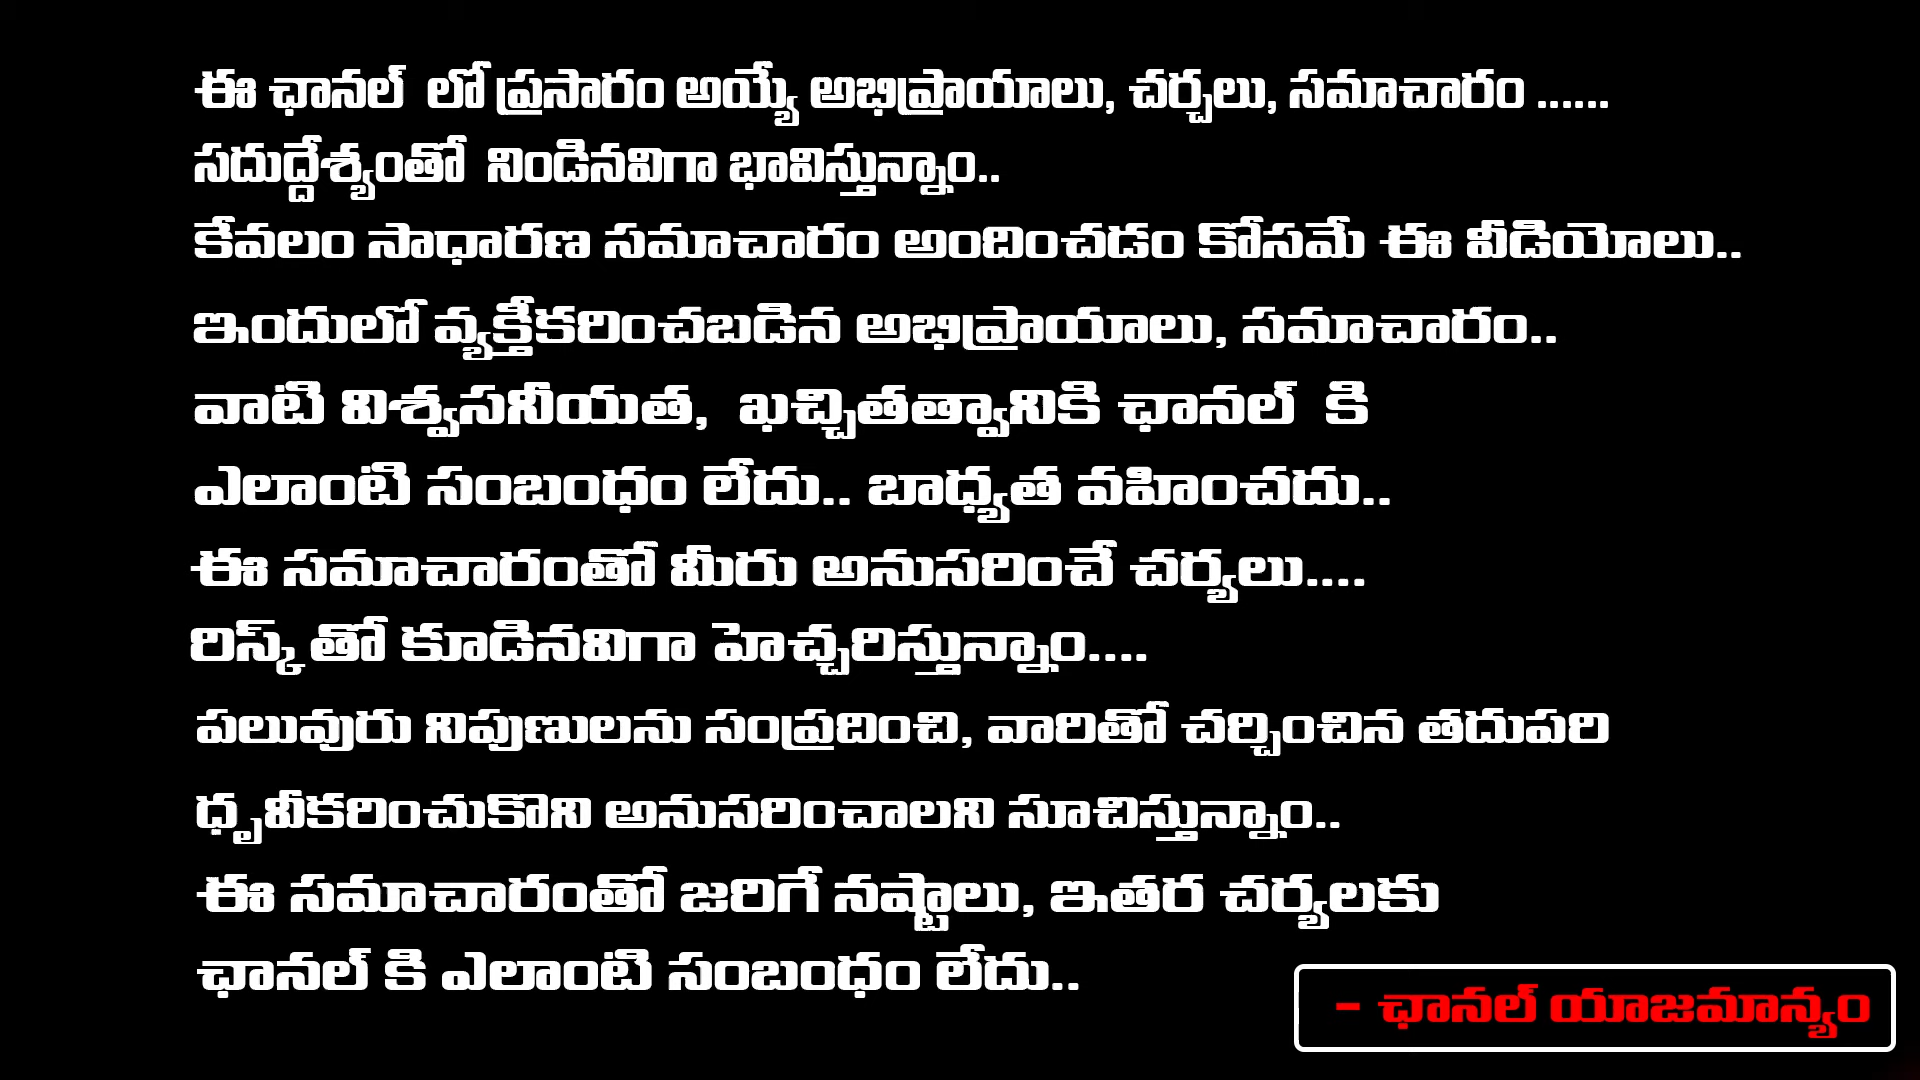 ఈ ఛానల్ లో ప్రసారం అయ్యే అభిప్రాయాలు, చర్చలు, సమాచారం ......
సదుద్దేశ్యంతో నిండినవిగా భావిస్తున్నాం..
కేవలం సాధారణ సమాచారం అందించడం కోసమే ఈ వీడియోలు..
ఇందులో వ్యక్తీకరించబడిన అభిప్రాయాలు, సమాచారం..
వాటి విశ్వసనీయత, ఖచ్చితత్వానికి ఛానల్ కి
ఎలాంటి సంబంధం లేదు.. బాధ్యత వహించదు..
ఈ సమాచారంతో మీరు అనుసరించే చర్యలు....
రిస్క్ తో కూడినవిగా హెచ్చరిస్తున్నాం....
పలువురు నిపుణులను సంప్రదించి, వారితో చర్చించిన తదుపరి
ధృవీకరించుకొని అనుసరించాలని సూచిస్తున్నాం..
ఈ సమాచారంతో జరిగే నష్టాలు, ఇతర చర్యలకు
ఛానల్ కి ఎలాంటి సంబంధం లేదు..
- ఛానల్ యాజమాన్యం